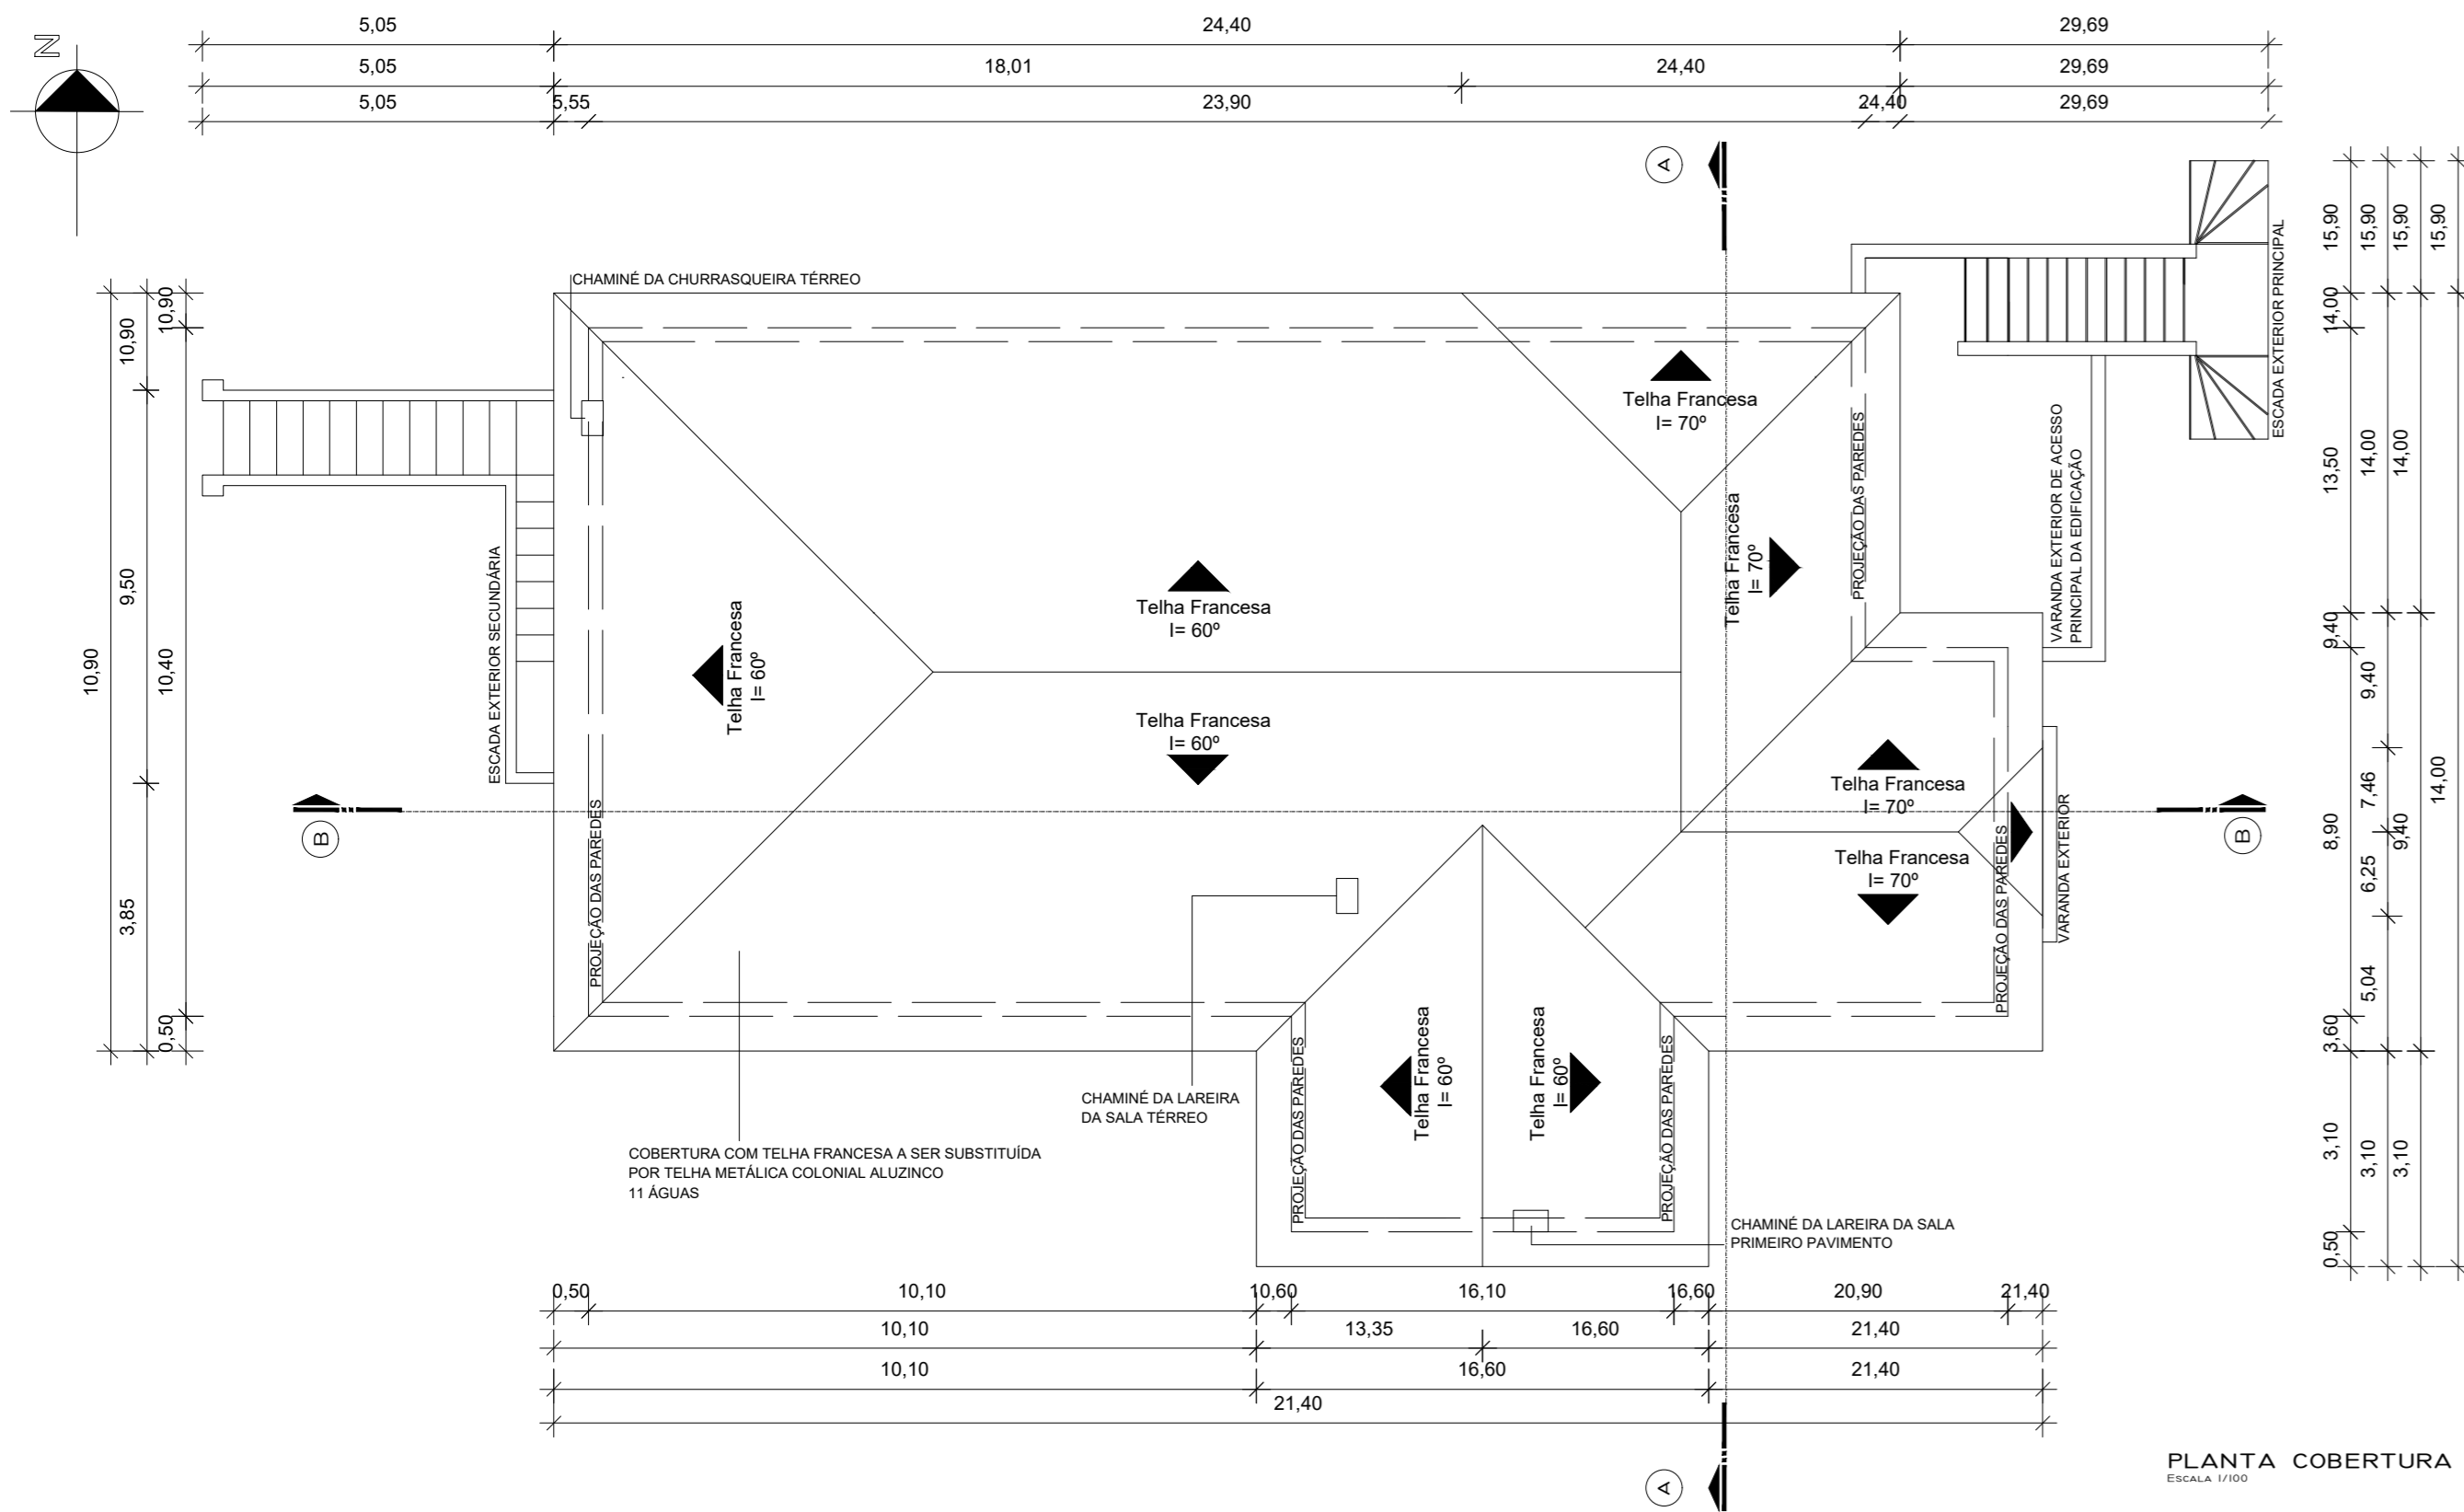 N
5,05
24,40
29,69
5,05
18,01
24,40
29,69
5,05
5,55
23,90
24,40
29,69
A
CHAMINÉ DA CHURRASQUEIRA TÉRREO
10,90
10,90
9,50
3,85
10,90
10,40
0,50
ESCADA EXTERIOR SECUNDÁRIA
Telha Francesa
I= 60º
Telha Francesa
I= 60º
Telha Francesa
I= 60º
Telha Francesa
I= 70º
Telha Francesa
I= 70º
PROJEÇÃO DAS PAREDES
VARANDA EXTERIOR DE ACESSO
PRINCIPAL DA EDIFICAÇÃO
ESCADA EXTERIOR PRINCIPAL
Telha Francesa
I= 70º
Telha Francesa
I= 70º
PROJEÇÃO DAS PAREDES
VARANDA EXTERIOR
B
B
PROJEÇÃO DAS PAREDES
CHAMINÉ DA LAREIRA
DA SALA TÉRREO
COBERTURA COM TELHA FRANCESA A SER SUBSTITUÍDA
POR TELHA METÁLICA COLONIAL ALUZINCO
11 ÁGUAS
PROJEÇÃO DAS PAREDES
Telha Francesa
I= 60º
Telha Francesa
I= 60º
PROJEÇÃO DAS PAREDES
CHAMINÉ DA LAREIRA DA SALA
PRIMEIRO PAVIMENTO
15,90
14,00
13,50
9,40
8,90
3,60
3,10
0,50
15,90
14,00
9,40
7,46
6,25
5,04
3,10
15,90
14,00
9,40
3,10
15,90
14,00
0,50
10,10
10,60
16,10
16,60
20,90
21,40
10,10
13,35
16,60
21,40
10,10
16,60
21,40
21,40
A
PLANTA COBERTURA
ESCALA 1/100